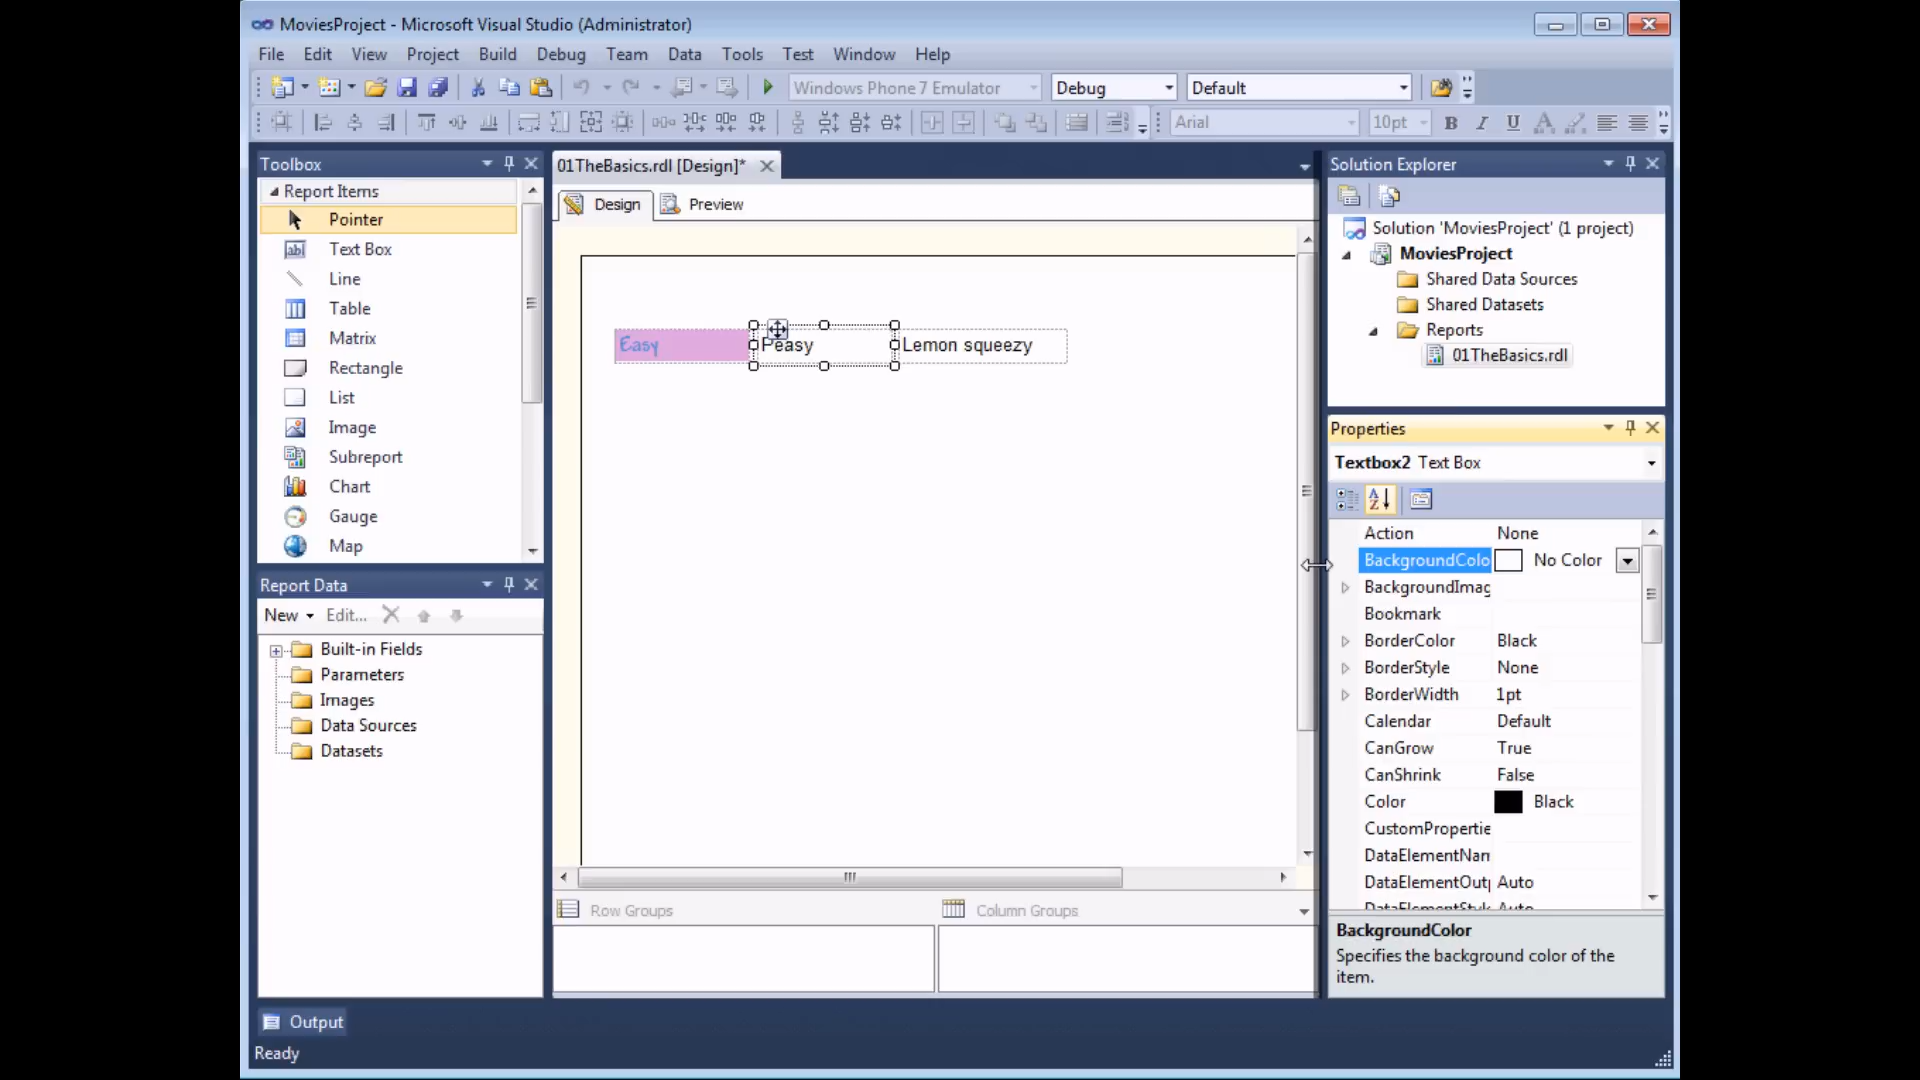 MoviesProject - Microsoft Visual Studio (Administrator)
File Edit View Project Build Debug Team Data Tools Test Window Help
Windows Phone 7 Emulator Debug Default
Arial 10pt B I U A
Toolbox
Report Items
Pointer
Text Box
Line
Table
Matrix
Rectangle
List
Image
Subreport
Chart
Gauge
Map
Report Data
New Edit...
Built-in Fields
Parameters
Images
Data Sources
Datasets
01TheBasics.rdl [Design]*
Design Preview
Easy Peasy Lemon squeezy
Row Groups Column Groups
Solution Explorer
Solution 'MoviesProject' (1 project)
MoviesProject
Shared Data Sources
Shared Datasets
Reports
01TheBasics.rdl
Properties
Textbox2 Text Box
Action None
BackgroundColo No Color
BackgroundImag
Bookmark
BorderColor Black
BorderStyle None
BorderWidth 1pt
Calendar Default
CanGrow True
CanShrink False
Color Black
CustomPropertie
DataElementNan
DataElementOutp Auto
DataElementStyl Auto
BackgroundColor
Specifies the background color of the
item.
Output
Ready